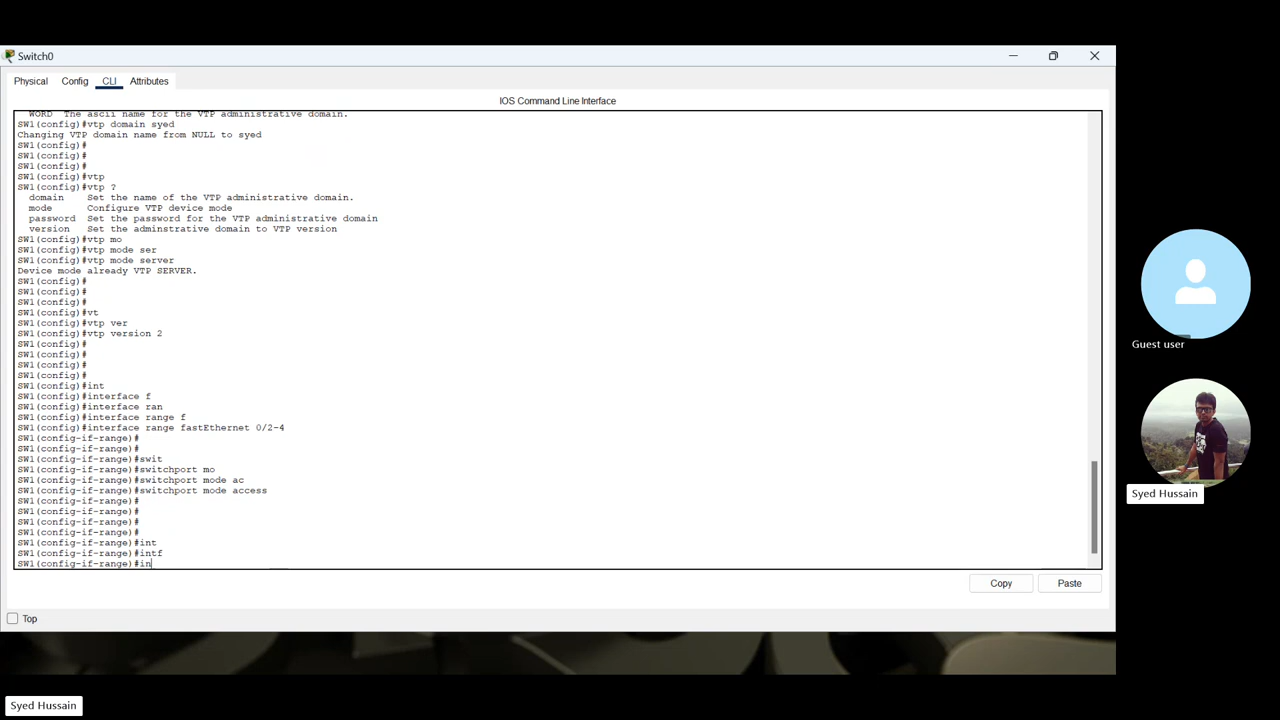 Switch0
Physical Config CLI Attributes
IOS Command Line Interface
WORD The ascii name for the VTP administrative domain.
SW1(config)#vtp domain syed
Changing VTP domain name from NULL to syed
SW1(config)#
SW1(config)#
SW1(config)#
SW1(config)#vtp
SW1(config)#vtp ?
domain Set the name of the VTP administrative domain.
mode Configure VTP device mode
password Set the password for the VTP administrative domain
version Set the adminstrative domain to VTP version
SW1(config)#vtp mo
SW1(config)#vtp mode ser
SW1(config)#vtp mode server
Device mode already VTP SERVER.
SW1(config)#
SW1(config)#
SW1(config)#
SW1(config)#vt
SW1(config)#vtp ver
SW1(config)#vtp version 2
SW1(config)#
SW1(config)#
SW1(config)#
SW1(config)#
SW1(config)#int
SW1(config)#interface f
SW1(config)#interface ran
SW1(config)#interface range f
SW1(config)#interface range fastEthernet 0/2-4
SW1(config-if-range)#
SW1(config-if-range)#
SW1(config-if-range)#swit
SW1(config-if-range)#switchport mo
SW1(config-if-range)#switchport mode ac
SW1(config-if-range)#switchport mode access
SW1(config-if-range)#
SW1(config-if-range)#
SW1(config-if-range)#
SW1(config-if-range)#
SW1(config-if-range)#int
SW1(config-if-range)#intf
SW1(config-if-range)#in
Copy Paste
Top
Guest user
Syed Hussain
Syed Hussain